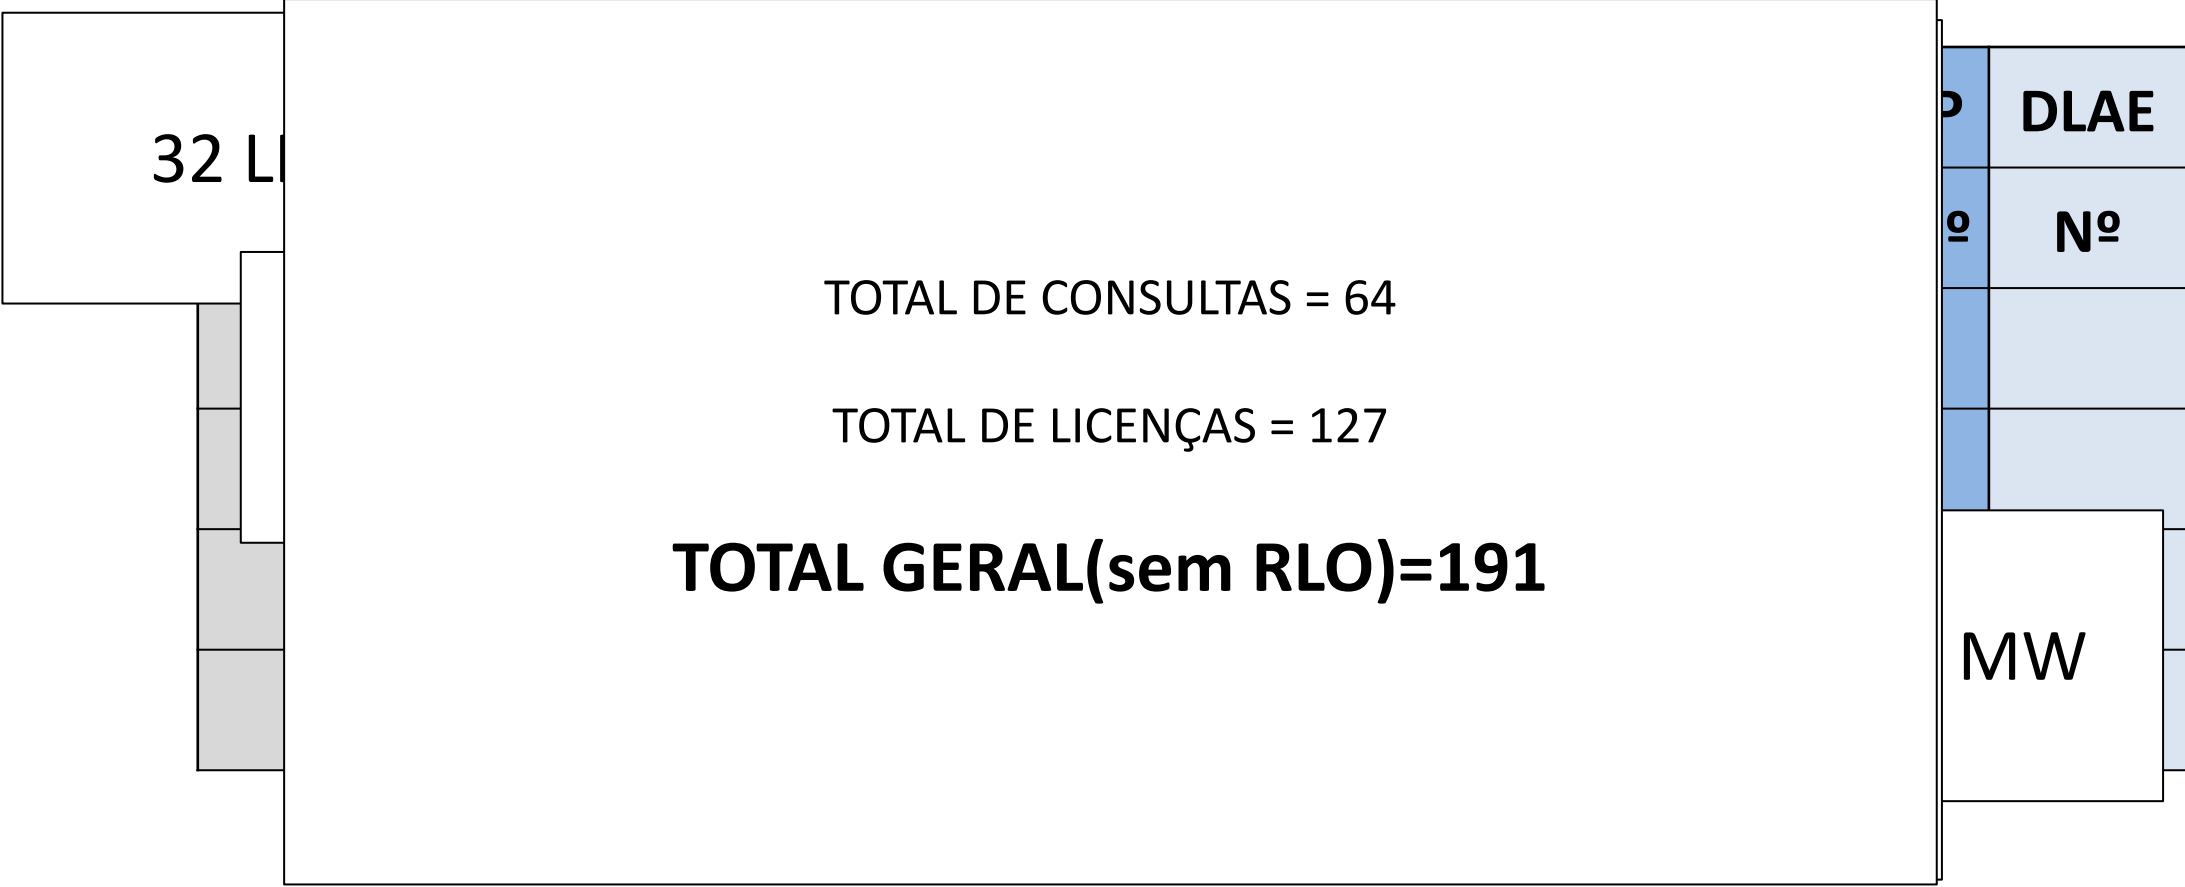 32
TOTAL DE CONSULTAS = 64
TOTAL DE LICENÇAS = 127
TOTAL GERAL(sem RLO)=191
DLAE
Nº
MW